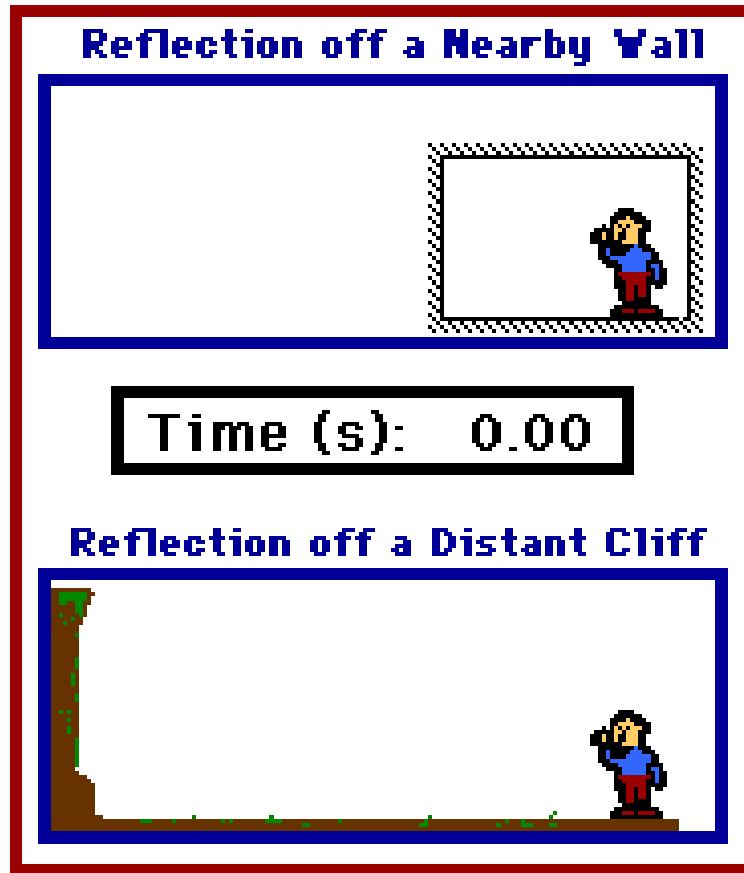 Reflection off a Nearby Wall
Time (s): 0.00
Reflection off a Distant Cliff